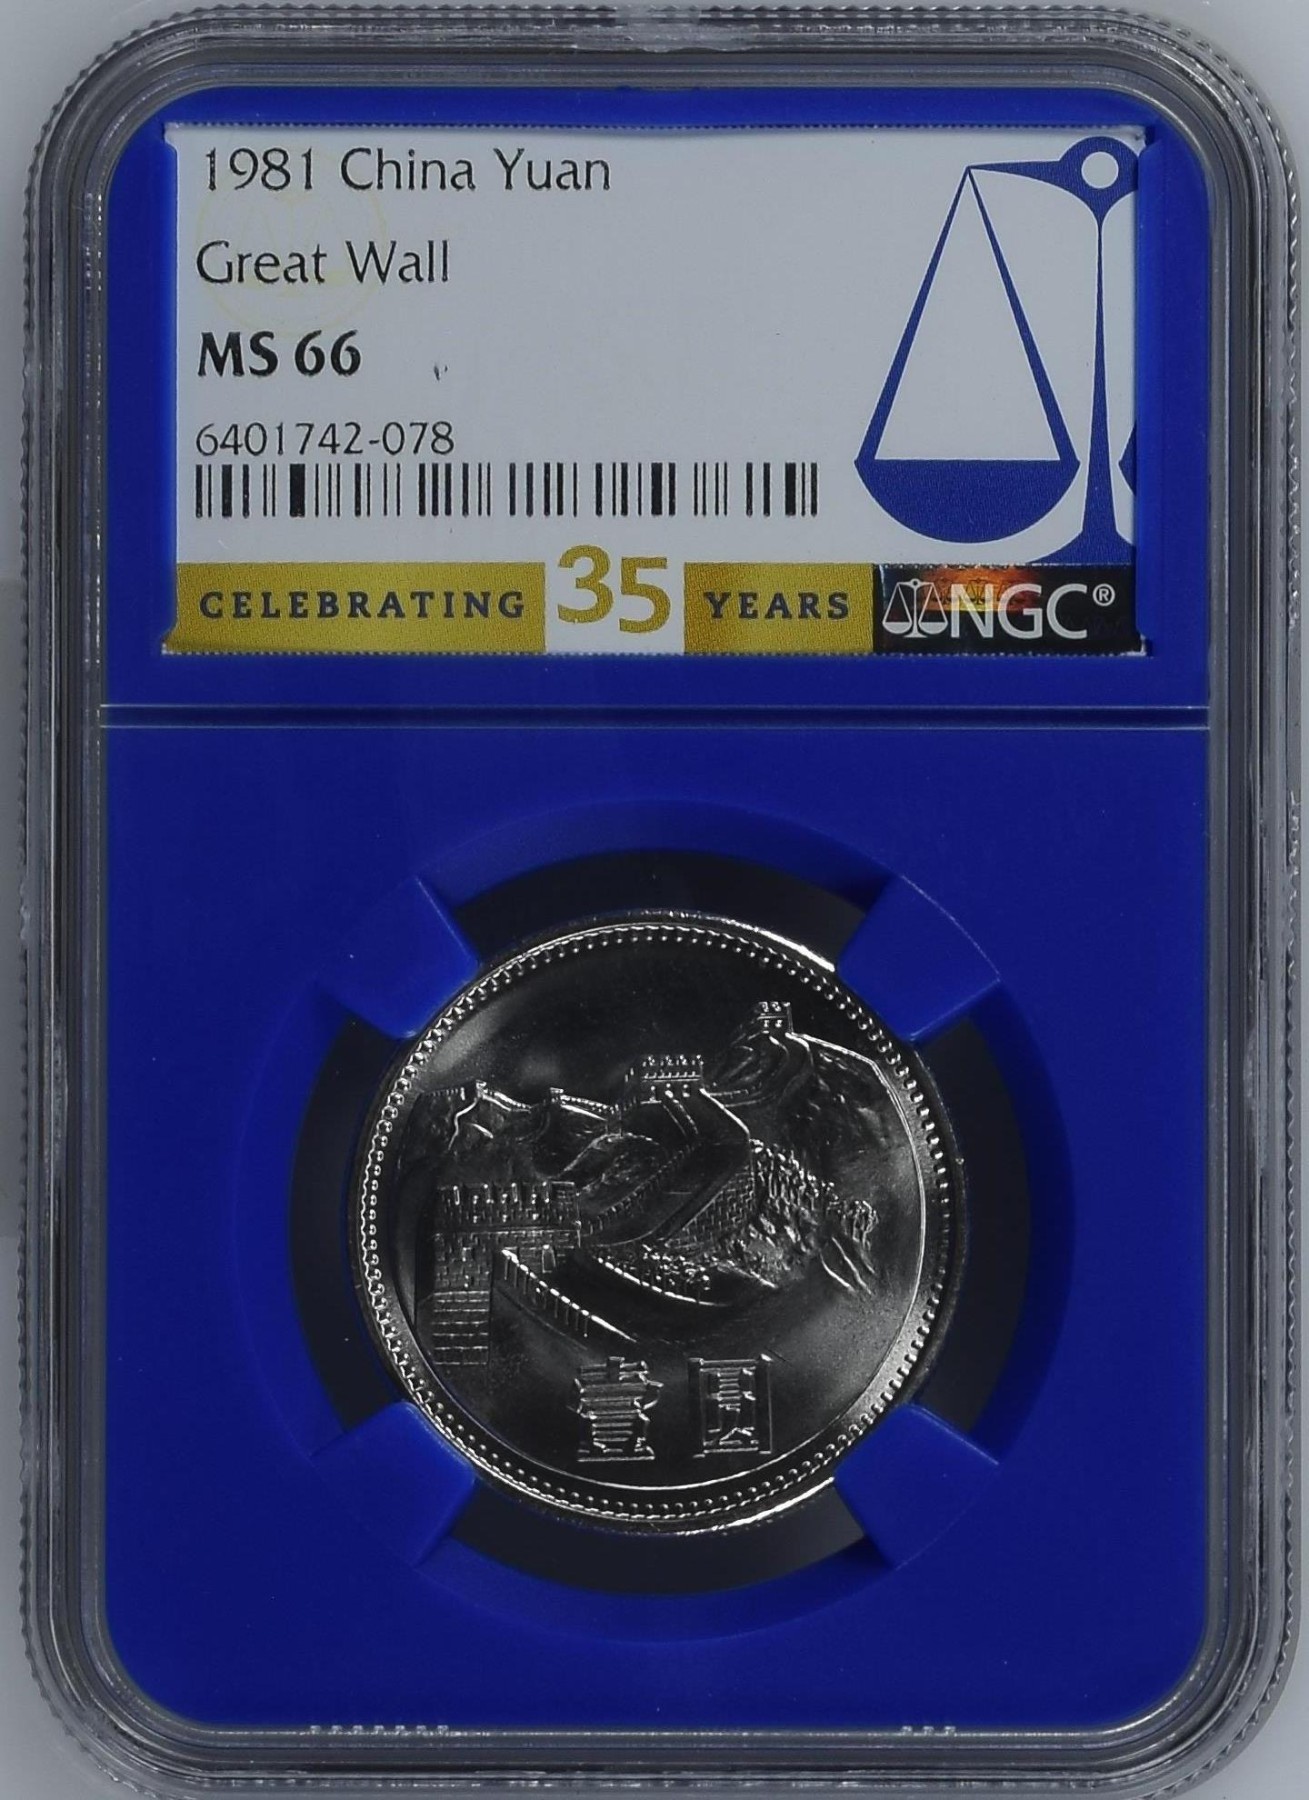 1981 China Yuan
Great Wall
MS 66
6401742-078
CELEBRATING 35 YEARS NGC®
壹圆